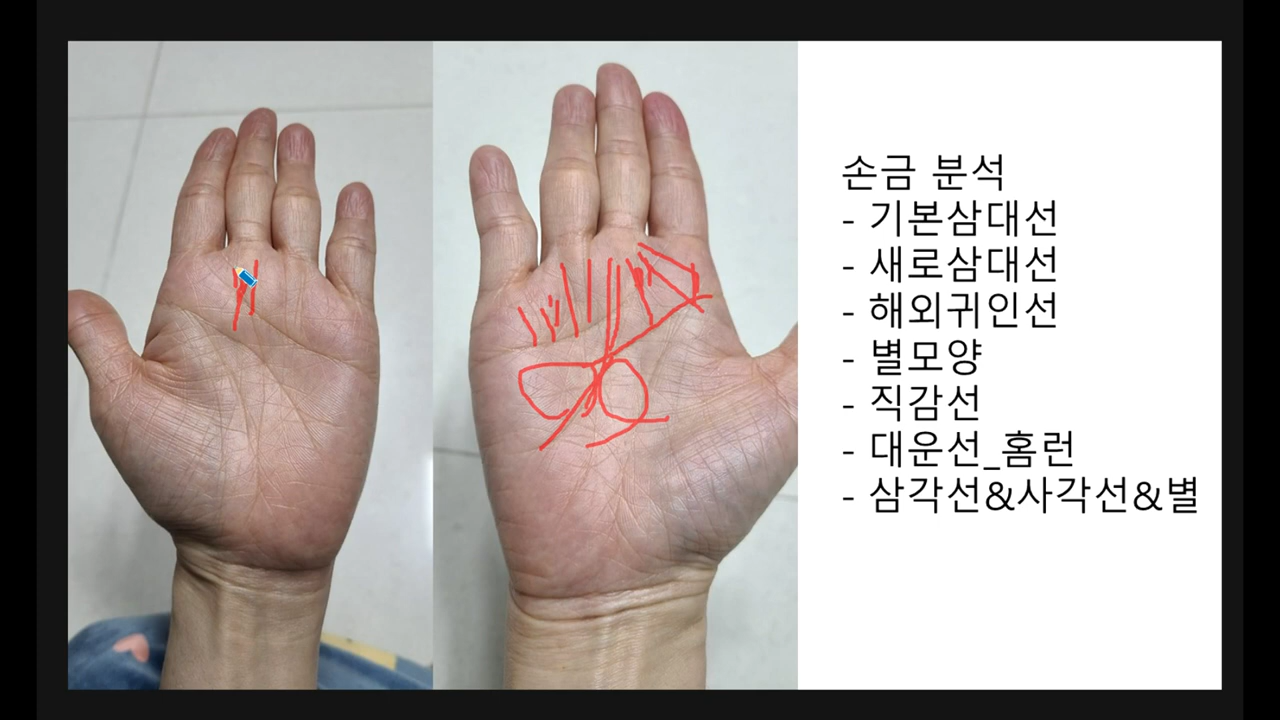 손금 분석
- 기본삼대선
- 새로삼대선
- 해외귀인선
- 별모양
- 직감선
- 대운선_홈런
- 삼각선&사각선&별